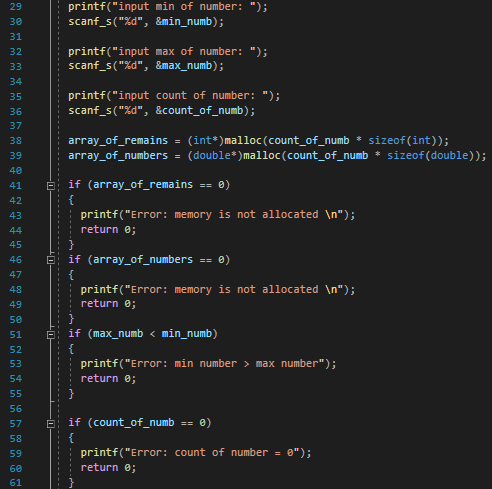 29 printf("input min of number: ");
30 scanf_s("%d", &min_numb);
31
32 printf("input max of number: ");
33 scanf_s("%d", &max_numb);
34
35 printf("input count of number: ");
36 scanf_s("%d", &count_of_numb);
37
38 array_of_remains = (int*)malloc(count_of_numb * sizeof(int));
39 array_of_numbers = (double*)malloc(count_of_numb * sizeof(double));
40
41 if (array_of_remains == 0)
42 {
43 printf("Error: memory is not allocated \n");
44 return 0;
45 }
46 if (array_of_numbers == 0)
47 {
48 printf("Error: memory is not allocated \n");
49 return 0;
50 }
51 if (max_numb < min_numb)
52 {
53 printf("Error: min number > max number");
54 return 0;
55 }
56
57 if (count_of_numb == 0)
58 {
59 printf("Error: count of number = 0");
60 return 0;
61 }